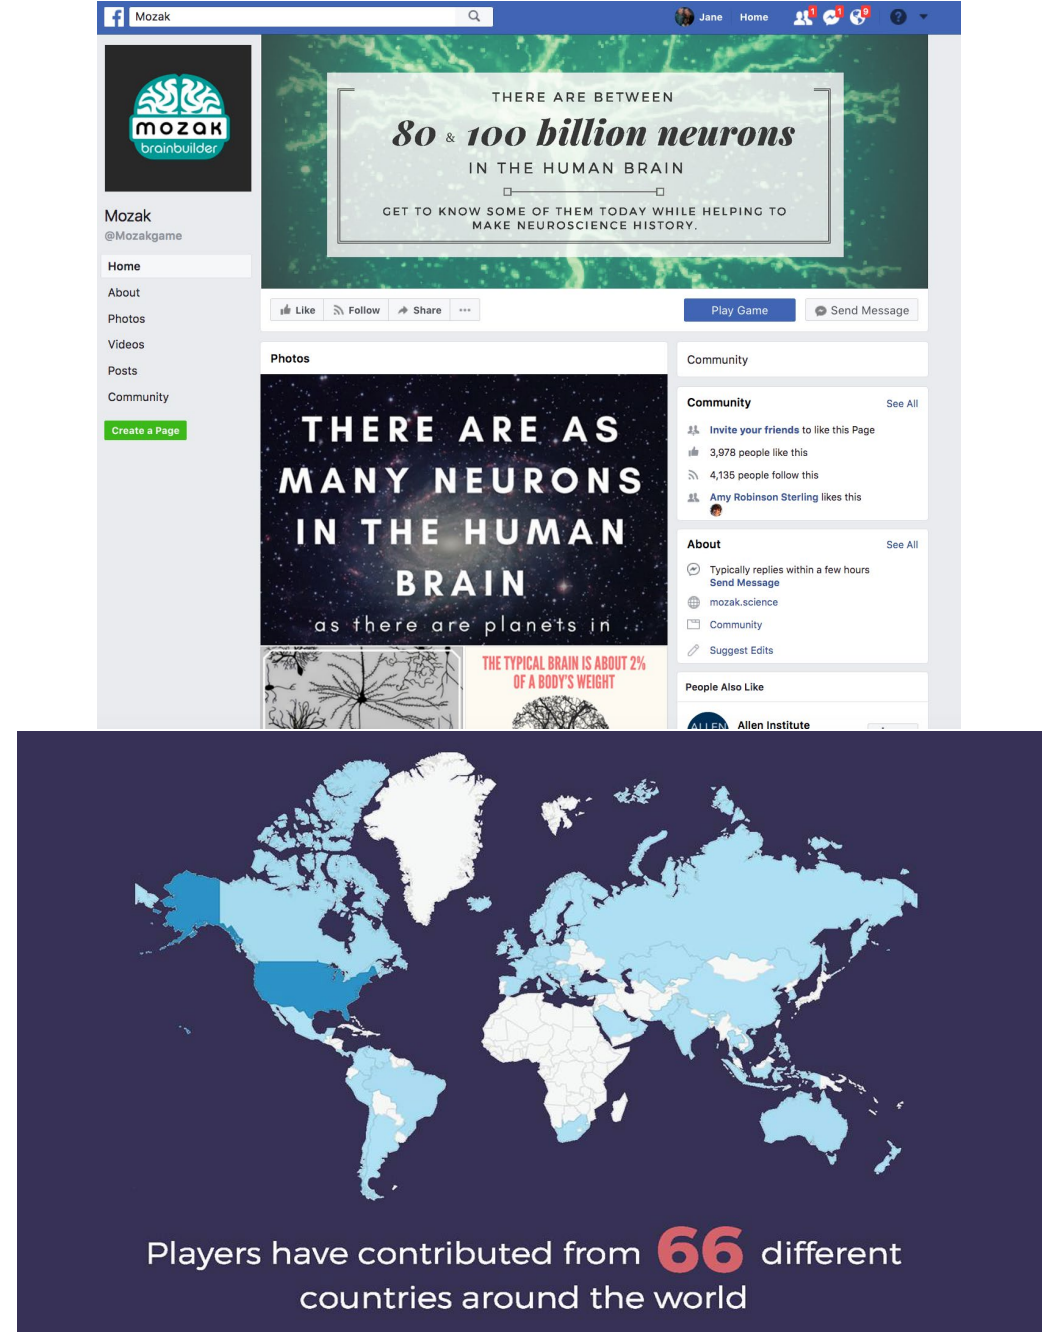 Mozak
Jane
Home
1
1
9
?
mozak
brainbuilder
THERE ARE BETWEEN
80 & 100 billion neurons
IN THE HUMAN BRAIN
GET TO KNOW SOME OF THEM TODAY WHILE HELPING TO
MAKE NEUROSCIENCE HISTORY.
Mozak
@Mozakgame
Home
About
Photos
Videos
Posts
Community
Create a Page
Like
Follow
Share
Play Game
Send Message
Photos
THERE ARE AS
MANY NEURONS
IN THE HUMAN
BRAIN
as there are planets in
THE TYPICAL BRAIN IS ABOUT 2%
OF A BODY'S WEIGHT
Community
Community
See All
Invite your friends to like this Page
3,978 people like this
4,135 people follow this
Amy Robinson Sterling likes this
About
See All
Typically replies within a few hours
Send Message
mozak.science
Community
Suggest Edits
People Also Like
ALLEN
Allen Institute
Players have contributed from 66 different
countries around the world